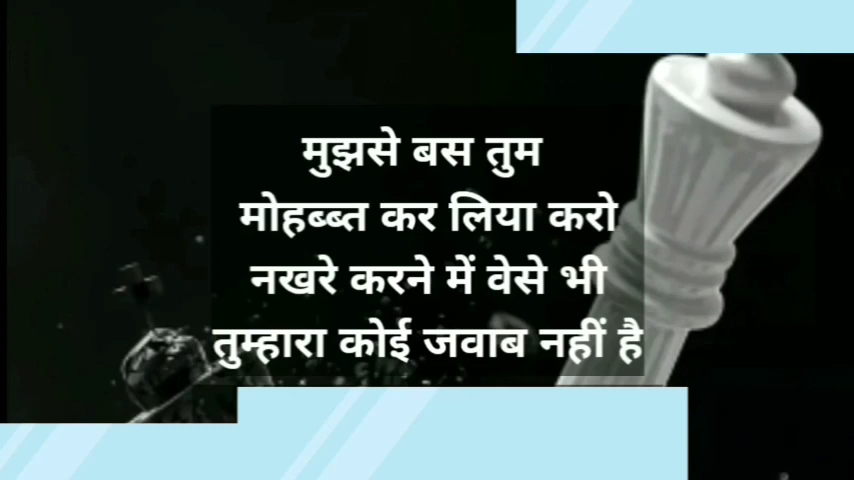 मुझसे बस तुम
मोहब्ब्त कर लिया करो
नखरे करने में वेसे भी
तुम्हारा कोई जवाब नहीं है